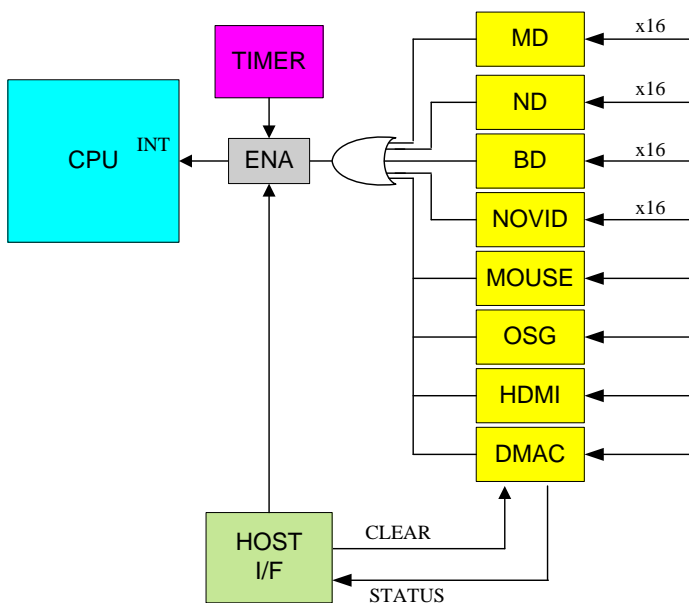 MD
x16
TIMER
ND
x16
CPU
INT
ENA
BD
x16
NOVID
x16
MOUSE
OSG
HDMI
DMAC
HOST
I/F
CLEAR
STATUS